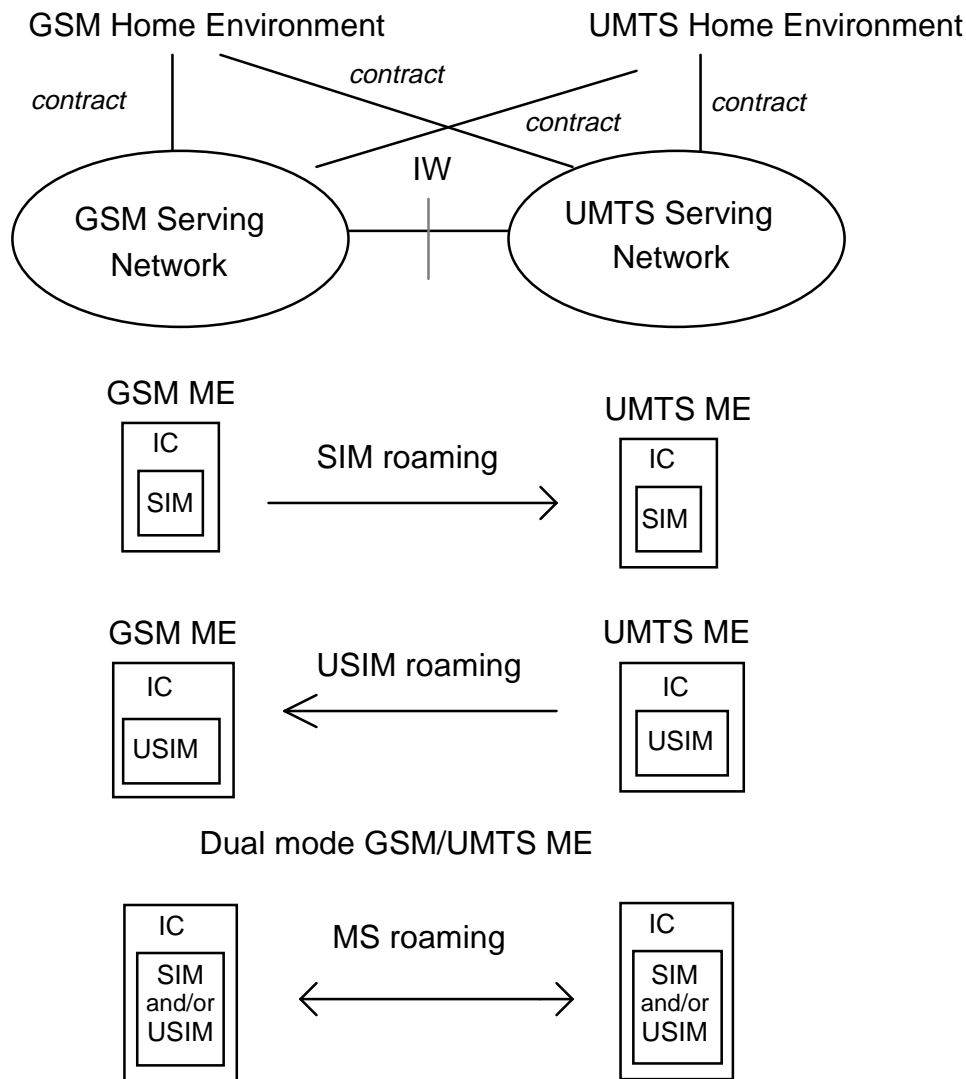 GSM Home Environment
UMTS Home Environment
contract
contract
contract
contract
IW
GSM Serving
Network
UMTS Serving
Network
GSM ME
UMTS ME
IC
SIM
SIM roaming
IC
SIM
GSM ME
UMTS ME
IC
USIM
USIM roaming
IC
USIM
Dual mode GSM/UMTS ME
IC
SIM
and/or
USIM
MS roaming
IC
SIM
and/or
USIM